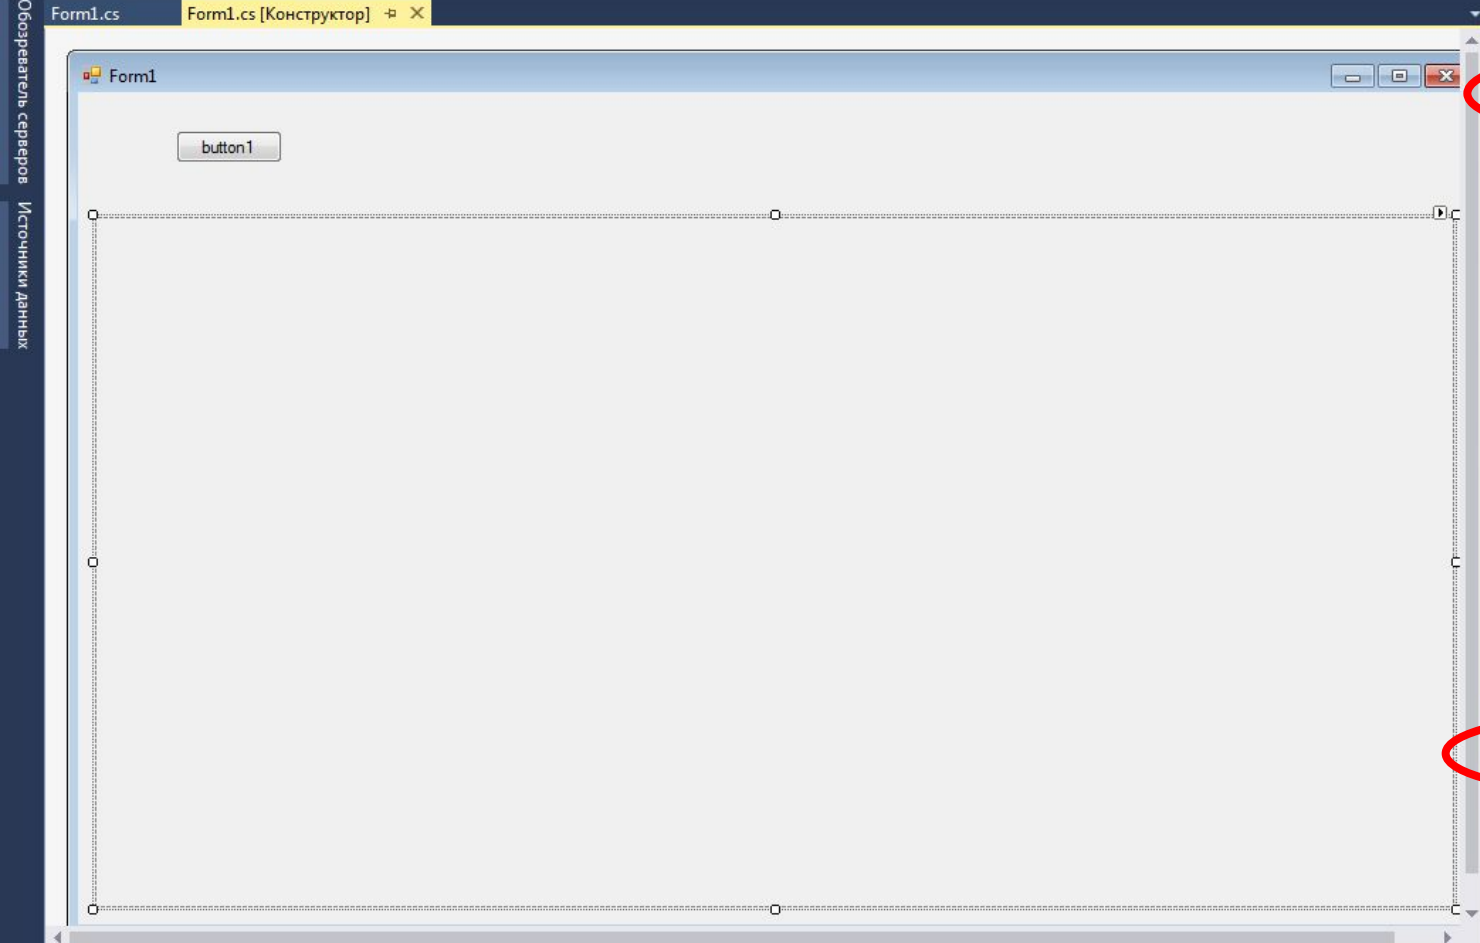 Form1.cs
Form1.cs [Конструктор]
Обозреватель серверов
Источники данных
Form1
button1